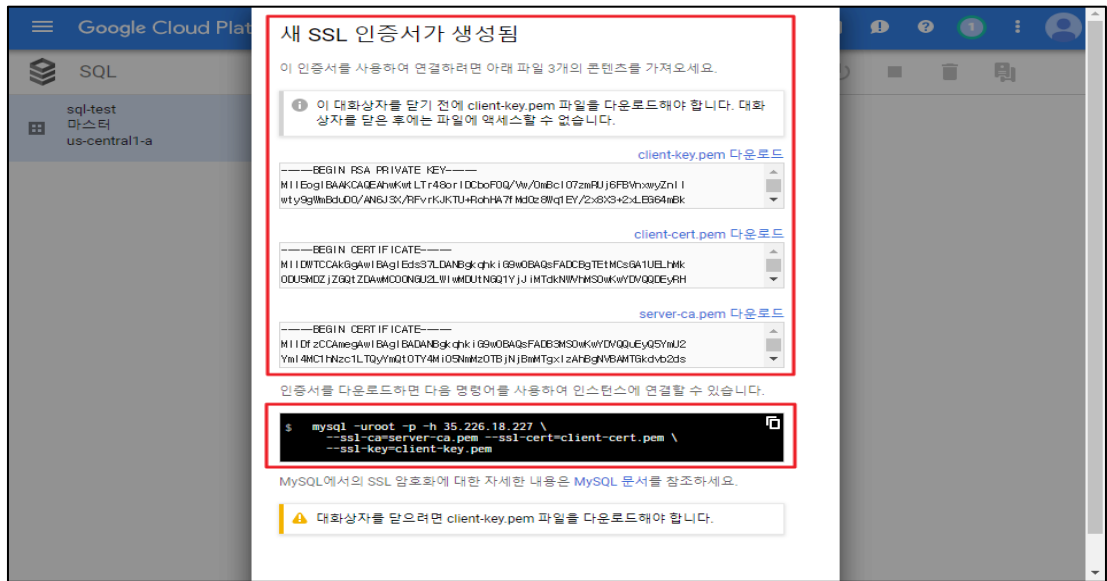 Google Cloud Plat
1
SQL
sql-test
마스터
us-central1-a
새 SSL 인증서가 생성됨
이 인증서를 사용하여 연결하려면 아래 파일 3개의 콘텐츠를 가져오세요.
이 대화상자를 닫기 전에 client-key.pem 파일을 다운로드해야 합니다. 대화
상자를 닫은 후에는 파일에 액세스할 수 없습니다.
client-key.pem 다운로드
-----BEGIN RSA PRIVATE KEY-----
client-cert.pem 다운로드
-----BEGIN CERTIFICATE-----
server-ca.pem 다운로드
-----BEGIN CERTIFICATE-----
인증서를 다운로드하면 다음 명령어를 사용하여 인스턴스에 연결할 수 있습니다.
$ mysql -uroot -p -h 35.226.18.227 \
--ssl-ca=server-ca.pem --ssl-cert=client-cert.pem \
--ssl-key=client-key.pem
MySQL에서의 SSL 암호화에 대한 자세한 내용은 MySQL 문서를 참조하세요.
대화상자를 닫으려면 client-key.pem 파일을 다운로드해야 합니다.